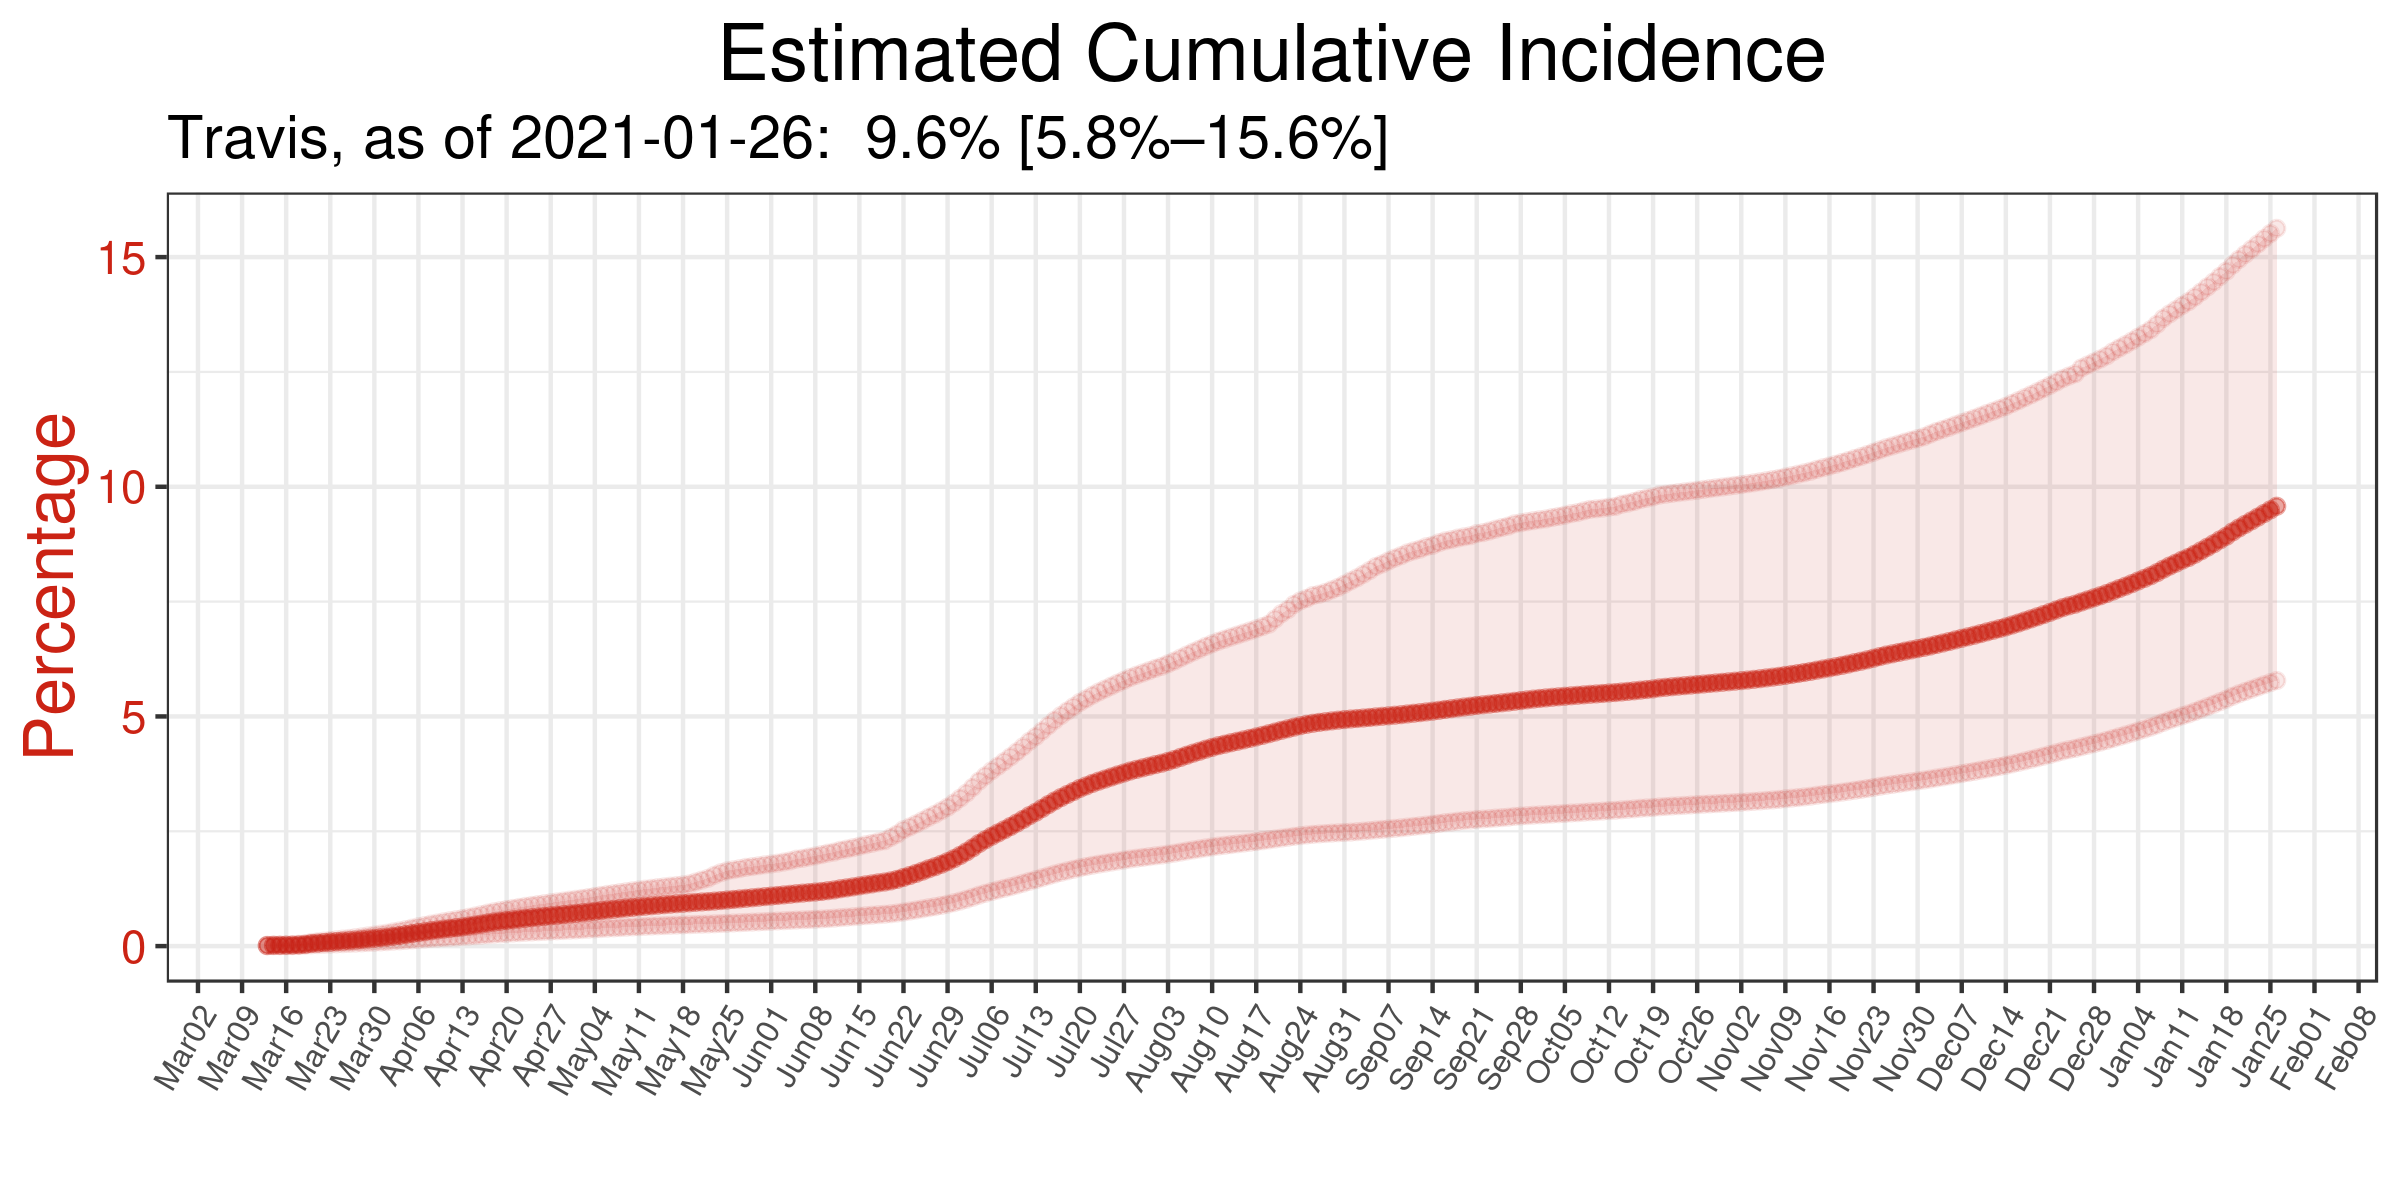 Estimated Cumulative Incidence
Travis, as of 2021-01-26:  9.6% [5.8%–15.6%]
Percentage
15
10
5
0
Mar02
Mar09
Mar16
Mar23
Mar30
Apr06
Apr13
Apr20
Apr27
May04
May11
May18
May25
Jun01
Jun08
Jun15
Jun22
Jun29
Jul06
Jul13
Jul20
Jul27
Aug03
Aug10
Aug17
Aug24
Aug31
Sep07
Sep14
Sep21
Sep28
Oct05
Oct12
Oct19
Oct26
Nov02
Nov09
Nov16
Nov23
Nov30
Dec07
Dec14
Dec21
Dec28
Jan04
Jan11
Jan18
Jan25
Feb01
Feb08